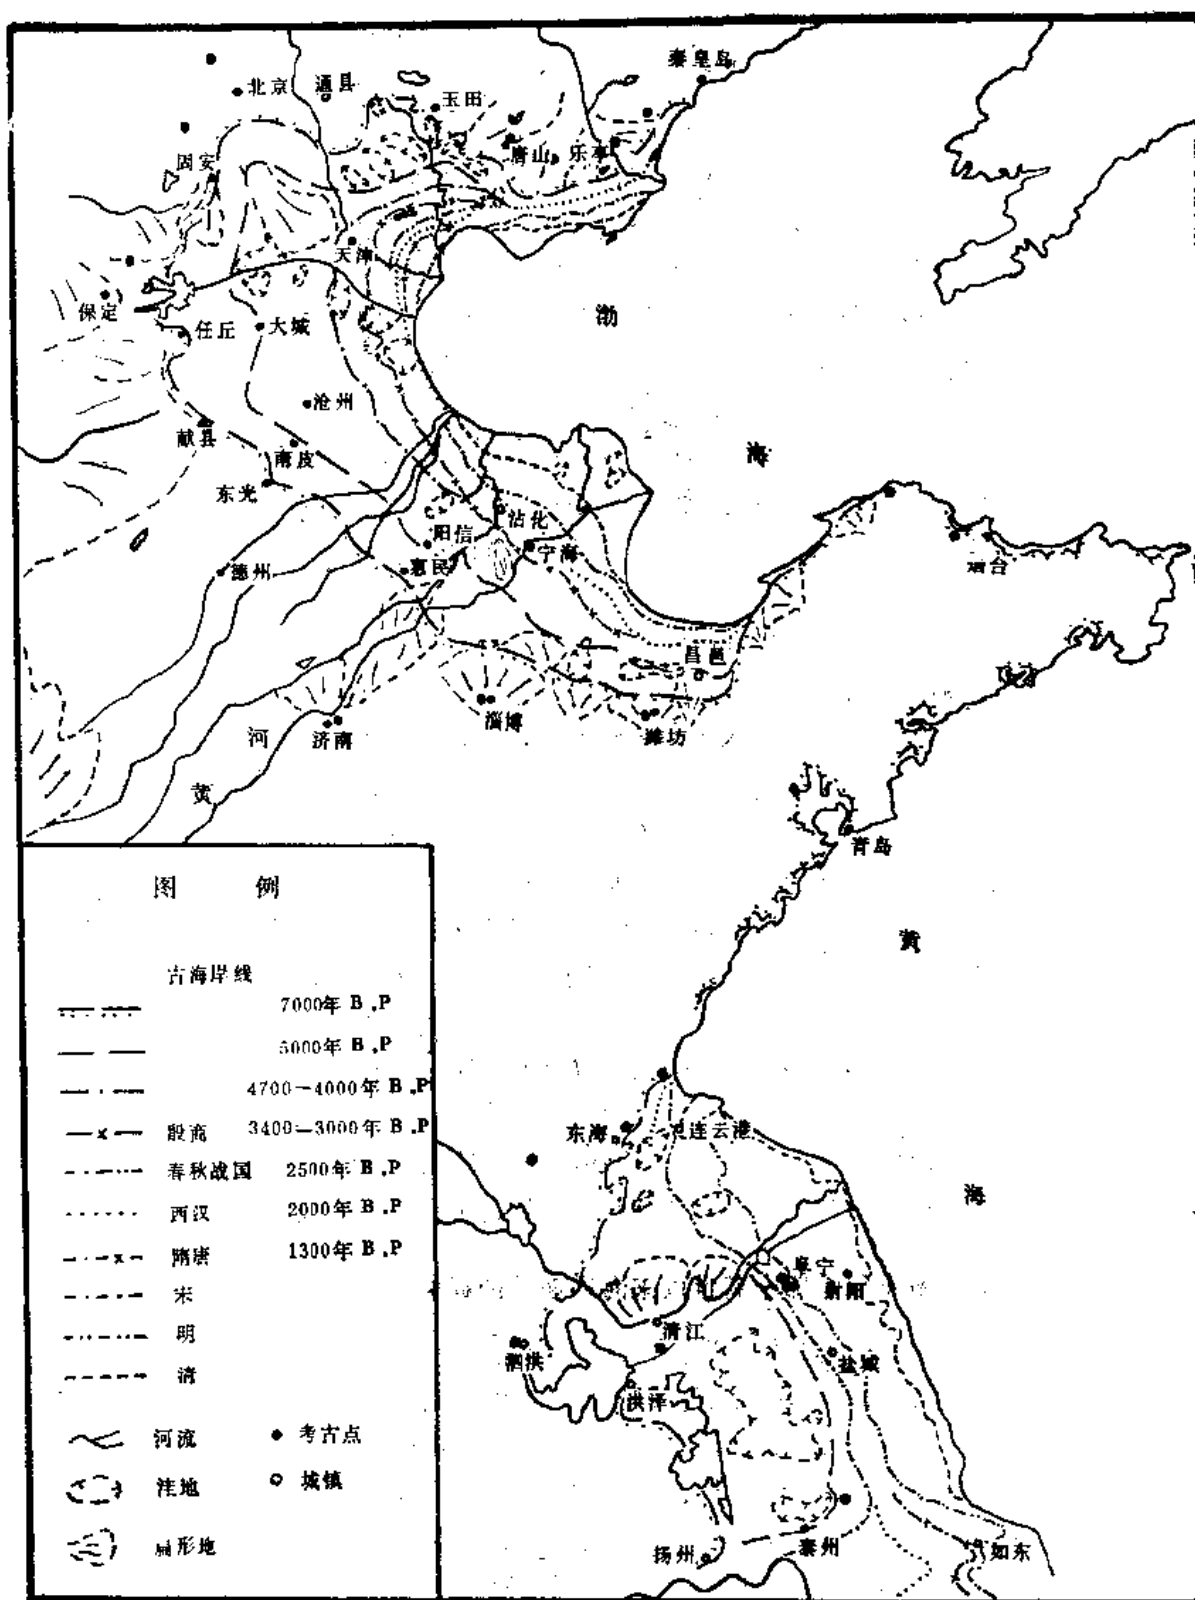 秦皇岛
北京
通县
玉田
唐山
乐亭
固安
天津
保定
任丘
大城
渤
沧州
献县
南皮
海
东光
沾化
阳信
宁海
德州
惠民
烟台
昌邑
淄博
潍坊
河
济南
黄
青岛
黄
图 例
古海岸线
7000年 B.P
5000年 B.P
4700—4000年 B.P
殷商 3400—3000年 B.P
春秋战国 2500年 B.P
西汉 2000年 B.P
隋唐 1300年 B.P
宋
明
清
河流
考古点
洼地
城镇
扇形地
东海
连云港
海
阜宁
射阳
清江
泗洪
盐城
洪泽
扬州
泰州
如东